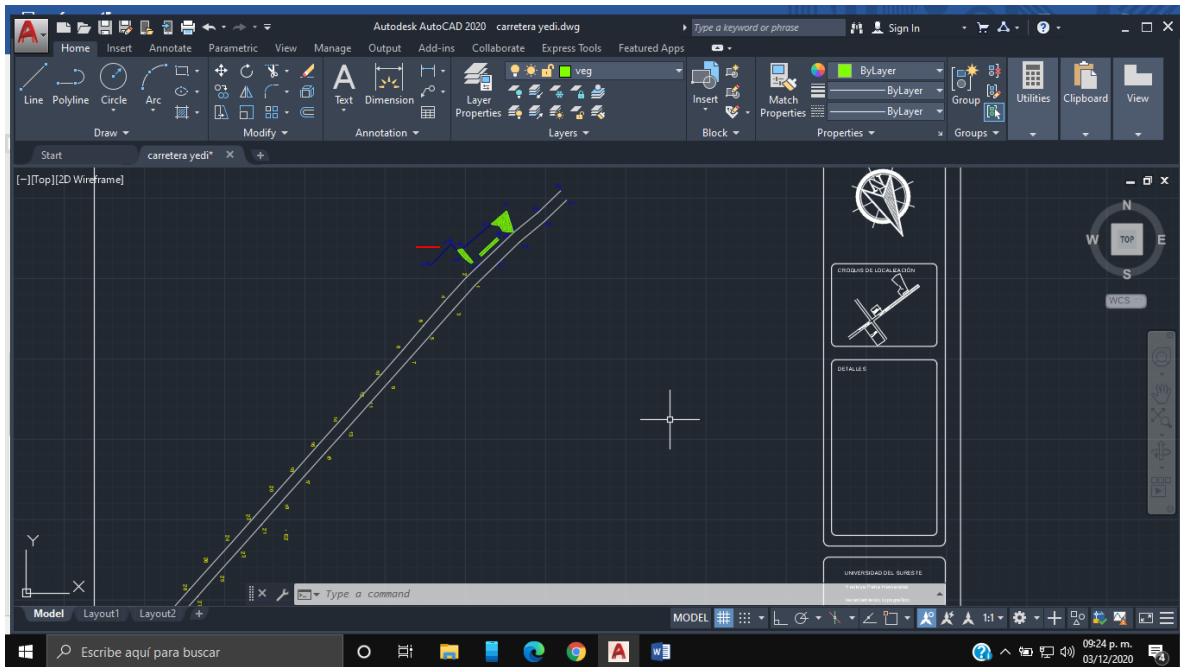 Autodesk AutoCAD 2020 carretera yedi.dwg
Type a keyword or phrase
Sign In
Home Insert Annotate Parametric View Manage Output Add-ins Collaborate Express Tools Featured Apps
veg
ByLayer
ByLayer
ByLayer
Line Polyline Circle Arc
Text Dimension
Layer Properties
Insert
Match Properties
Group
Utilities Clipboard View
Draw Modify Annotation Layers Block Properties Groups
Start carretera yedi*
[−][Top][2D Wireframe]
N
W TOP E
S
WCS
CROQUIS DE LOCALIZACIÓN
DETALLES
UNIVERSIDAD DEL SURESTE
Y
X
Type a command
Model Layout1 Layout2 +
MODEL 1:1
Escribe aquí para buscar
09:24 p. m.
03/12/2020